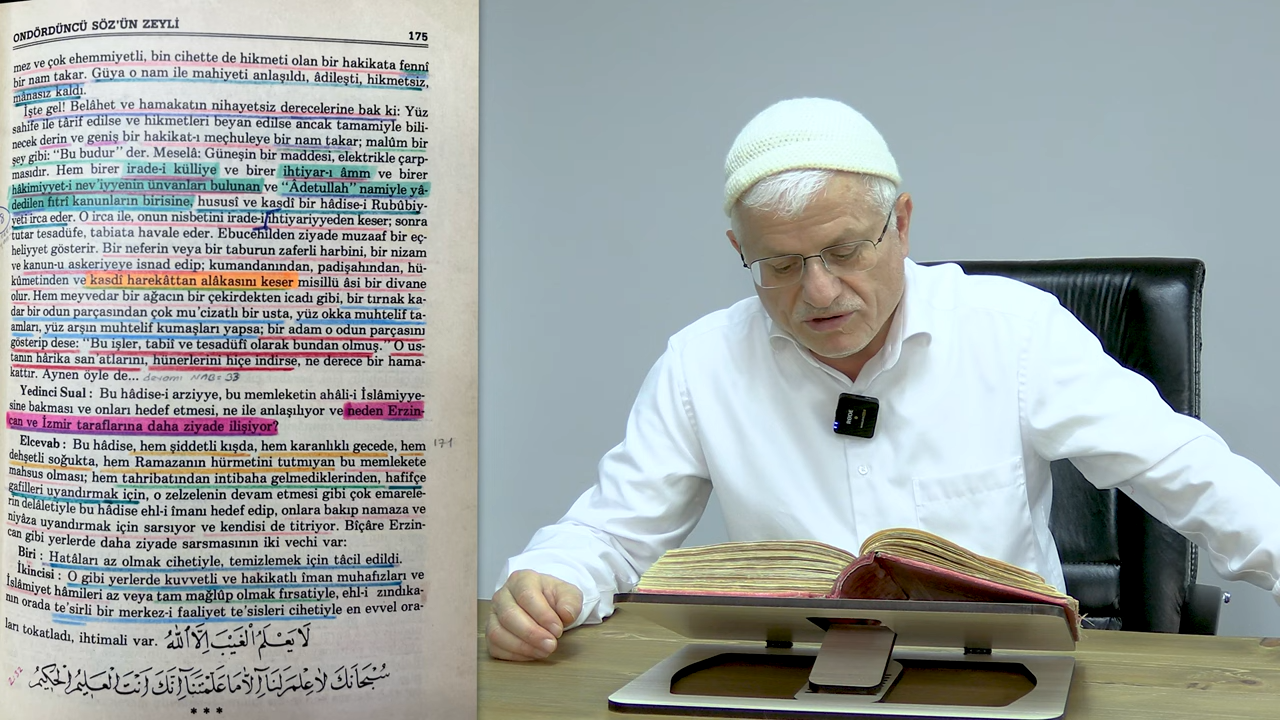 ONDÖRDÜNCÜ SÖZ'ÜN ZEYLİ
175
mez ve çok ehemmiyetli, bin cihette de hikmeti olan bir hakikata fennî
bir nam takar. Güya o nam ile mahiyeti anlaşıldı, âdileşti, hikmetsiz,
mânasız kaldı.
İşte gel! Belâhet ve hamakatın nihayetsiz derecelerine bak ki: Yüz
sahife ile târif edilse ve hikmetleri beyan edilse ancak tamamiyle bili-
necek derin ve geniş bir hakikat-ı meçhuleye bir nam takar; malûm bir
şey gibi: "Bu budur" der. Meselâ: Güneşin bir maddesi, elektrikle çarp-
masıdır. Hem birer irade-i külliye ve birer ihtiyar-ı âmm ve birer
hâkimiyyet-i nev'iyyenin ünvanları bulunan ve "Âdetullah" namiyle yâ-
dedilen fıtrî kanunların birisine, hususî ve kasdî bir hâdise-i Rubûbiy-
yeti irca eder. O irca ile, onun nisbetini irade-i ihtiyariyyeden keser; sonra
tutar tesadüfe, tabiata havale eder. Ebucehilden ziyade muzaaf bir eç-
heliyyet gösterir. Bir neferin veya bir taburun zaferli harbini, bir nizam
ve kanun-u askeriyeye isnad edip; kumandanından, padişahından, hü-
kûmetinden ve kasdî harekâttan alâkasını keser misillü âsi bir divane
olur. Hem meyvedar bir ağacın bir çekirdekten icadı gibi, bir tırnak ka-
dar bir odun parçasından çok mu'cizatlı bir usta, yüz okka muhtelif ta-
amları, yüz arşın muhtelif kumaşları yapsa; bir adam o odun parçasını
gösterip dese: "Bu işler, tabiî ve tesadüfî olarak bundan olmuş." O us-
tanın hârika san'atlarını, hünerlerini hiçe indirse, ne derece bir hama-
kattır. Aynen öyle de... devamı NAB=33
Yedinci Sual : Bu hâdise-i arziyye, bu memleketin ahâli-i İslâmiyye-
sine bakması ve onları hedef etmesi, ne ile anlaşılıyor ve neden Erzin-
can ve İzmir taraflarına daha ziyade ilişiyor?
Elcevab : Bu hâdise, hem şiddetli kışda, hem karanlıklı gecede, hem 171
dehşetli soğukta, hem Ramazanın hürmetini tutmıyan bu memlekete
mahsus olması; hem tahribatından intibaha gelmediklerinden, hafifçe
gafilleri uyandırmak için, o zelzelenin devam etmesi gibi çok emarele-
rin delâletiyle bu hâdise ehl-i îmanı hedef edip, onlara bakıp namaza ve
niyâza uyandırmak için sarsıyor ve kendisi de titriyor. Bîçâre Erzin-
can gibi yerlerde daha ziyade sarsmasının iki vechi var:
Biri : Hatâları az olmak cihetiyle, temizlemek için tâcil edildi.
İkincisi : O gibi yerlerde kuvvetli ve hakikatlı îman muhafızları ve
İslâmiyet hâmileri az veya tam mağlûp olmak fırsatiyle, ehl-i zındıka-
nın orada te'sirli bir merkez-i faaliyet te'sisleri cihetiyle en evvel ora-
ları tokatladı, ihtimali var. لَا يَعْلَمُ الْغَيْبَ اِلَّا اللّٰهُ
سُبْحَانَكَ لَا عِلْمَ لَنَا اِلَّا مَا عَلَّمْتَنَا اِنَّكَ اَنْتَ الْعَلِيمُ الْحَكِيمُ
* * *